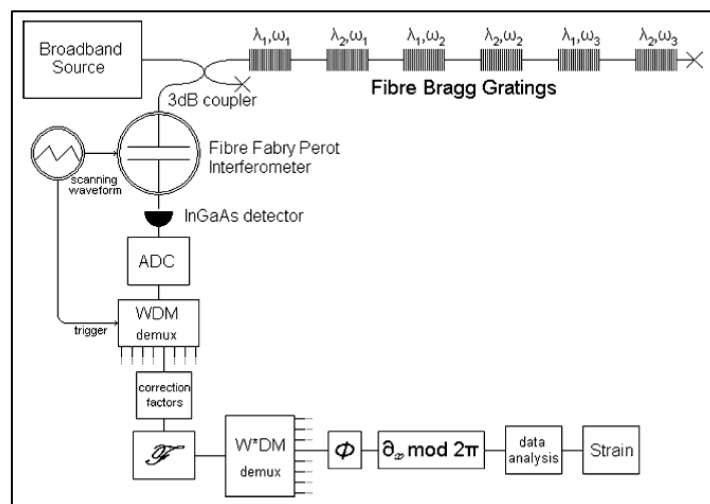 Broadband
Source
λ₁,ω₁ λ₂,ω₁ λ₁,ω₂ λ₂,ω₂ λ₁,ω₃ λ₂,ω₃
3dB coupler
Fibre Bragg Gratings
Fibre Fabry Perot
Interferometer
scanning
waveform
InGaAs detector
ADC
WDM
demux
trigger
correction
factors
ℱ
W*DM
demux
Φ
∂ₓ mod 2π
data
analysis
Strain